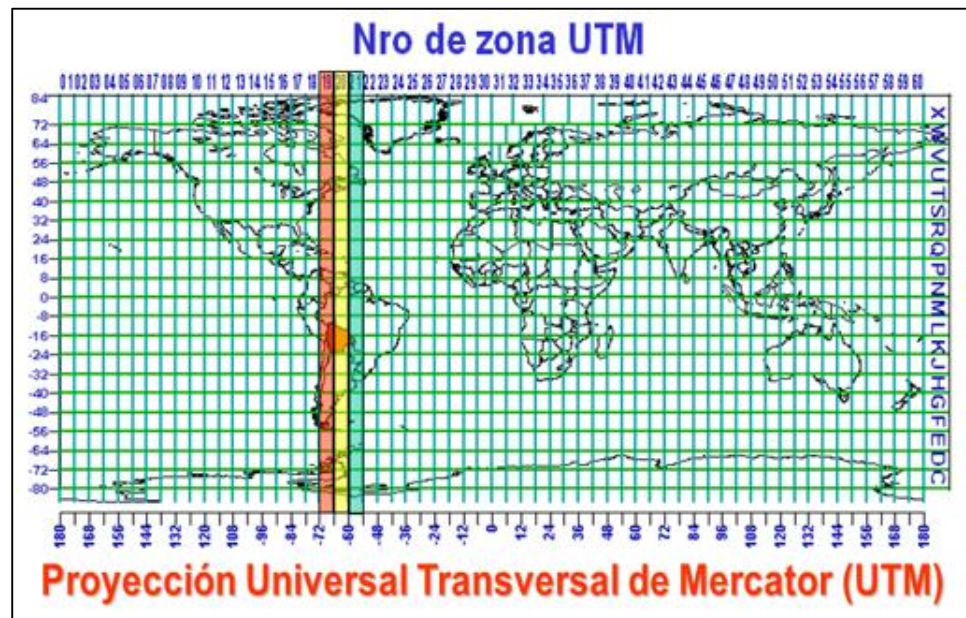 Nro de zona UTM
01 02 03 04 05 06 07 08 09 10 11 12 13 14 15 16 17 18 19 20 21 22 23 24 25 26 27 28 29 30 31 32 33 34 35 36 37 38 39 40 41 42 43 44 45 46 47 48 49 50 51 52 53 54 55 56 57 58 59 60
84
72
64
56
48
40
32
24
16
8
0
-8
-16
-24
-32
-40
-48
-56
-64
-72
-80
X
W
V
U
T
S
R
Q
P
N
M
L
K
J
H
G
F
E
D
C
180 168 156 144 132 120 108 -96 -84 -72 -60 -48 -36 -24 -12 0 12 24 36 48 60 72 84 96 108 120 132 144 156 168 180
Proyección Universal Transversal de Mercator (UTM)